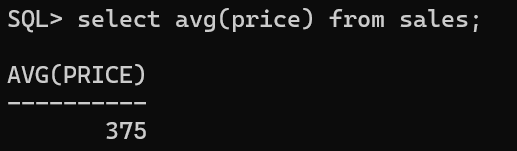 SQL> select avg(price) from sales;
AVG(PRICE)
----------
375